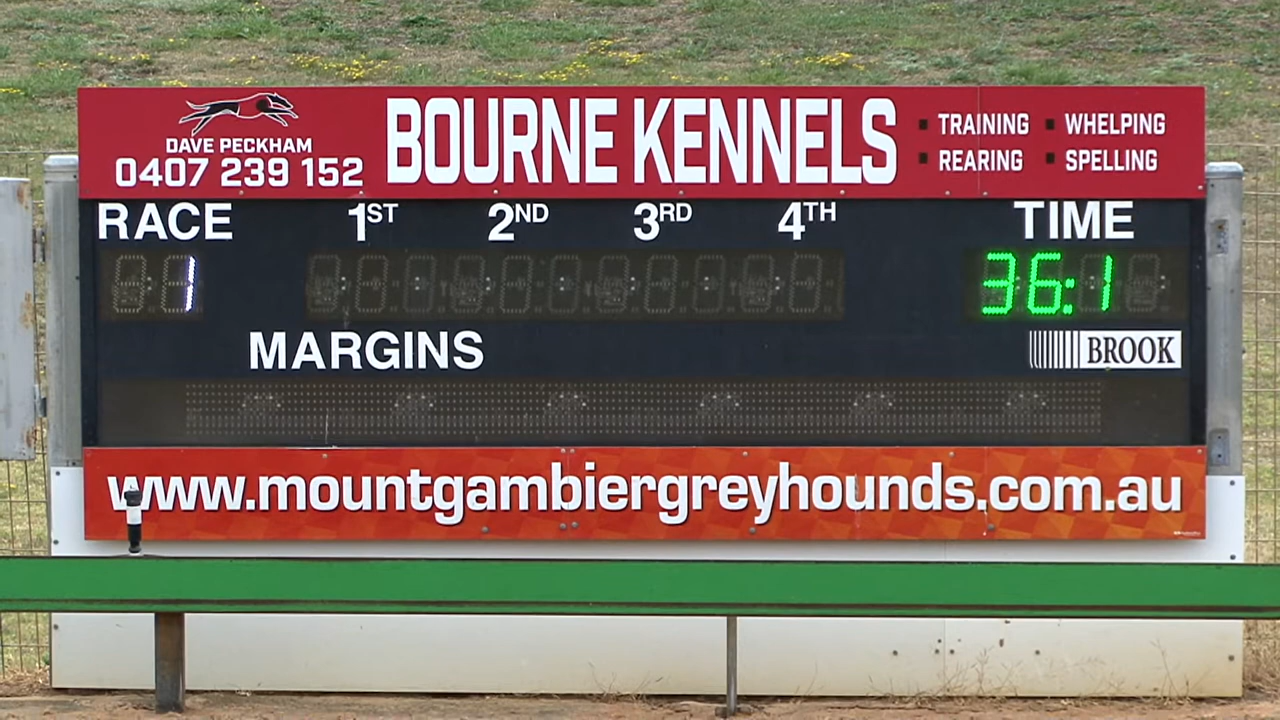 DAVE PECKHAM
0407 239 152
BOURNE KENNELS
TRAINING
WHELPING
REARING
SPELLING
RACE 1ST 2ND 3RD 4TH TIME
1 36:1
MARGINS
BROOK
www.mountgambiergreyhounds.com.au